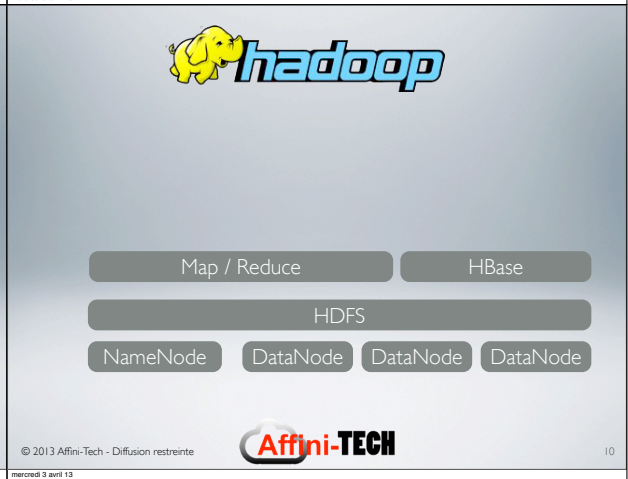 hadoop
Map / Reduce HBase
HDFS
NameNode DataNode DataNode DataNode
© 2013 Affini-Tech - Diffusion restreinte Affini-TECH 10
mercredi 3 avril 13